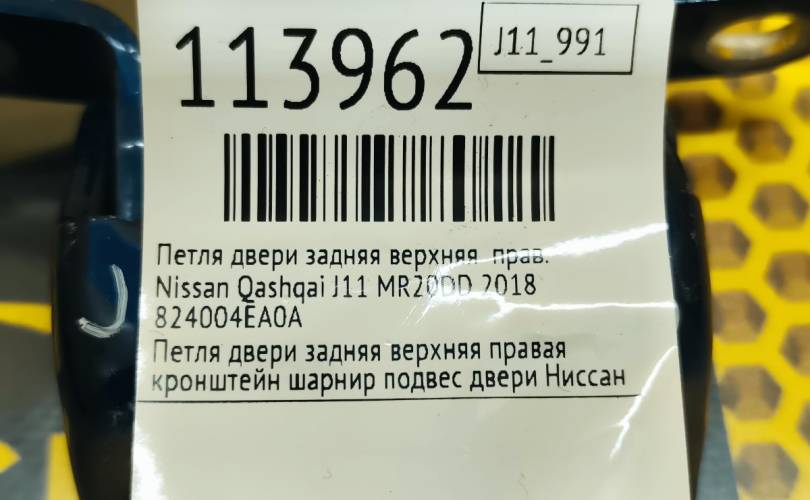 113962
J11_991
Петля двери задняя верхняя прав.
Nissan Qashqai J11 MR20DD 2018
824004EA0A
Петля двери задняя верхняя правая
кронштейн шарнир подвес двери Ниссан